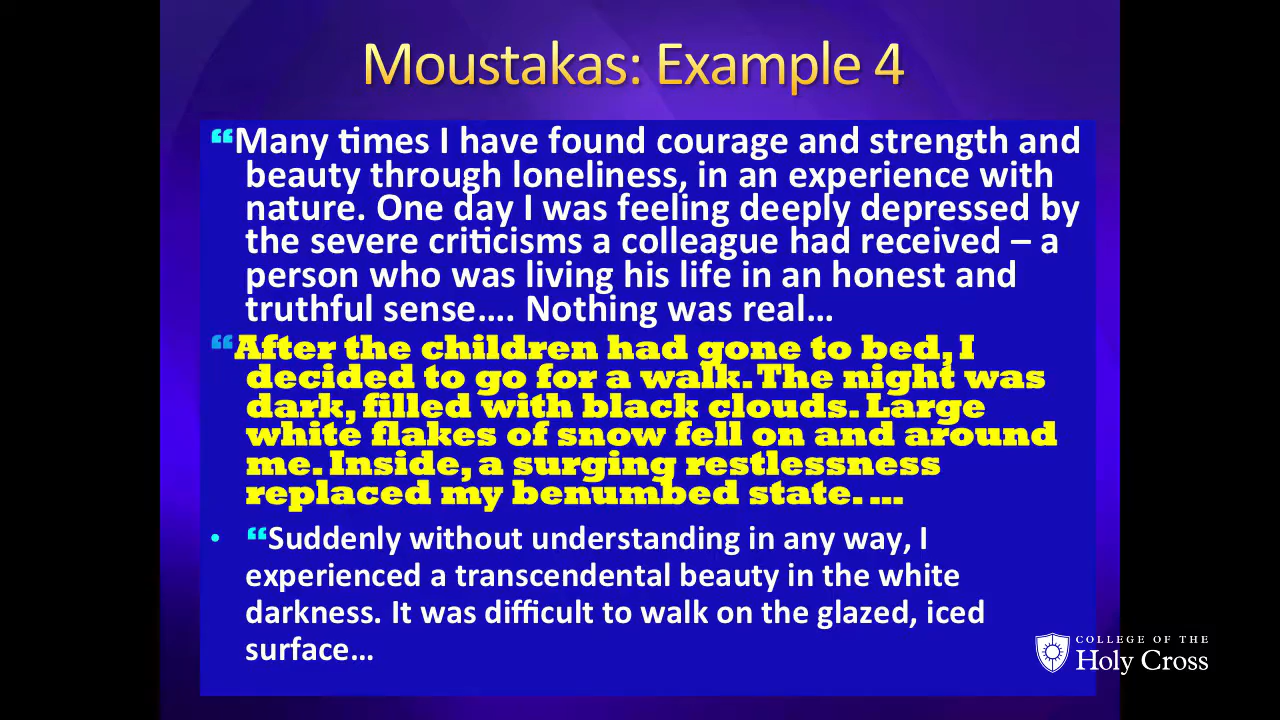 Moustakas: Example 4
“Many times I have found courage and strength and
beauty through loneliness, in an experience with
nature. One day I was feeling deeply depressed by
the severe criticisms a colleague had received – a
person who was living his life in an honest and
truthful sense…. Nothing was real…
“After the children had gone to bed, I
decided to go for a walk. The night was
dark, filled with black clouds. Large
white flakes of snow fell on and around
me. Inside, a surging restlessness
replaced my benumbed state. …
• “Suddenly without understanding in any way, I
experienced a transcendental beauty in the white
darkness. It was difficult to walk on the glazed, iced
surface…
COLLEGE OF THE
Holy Cross